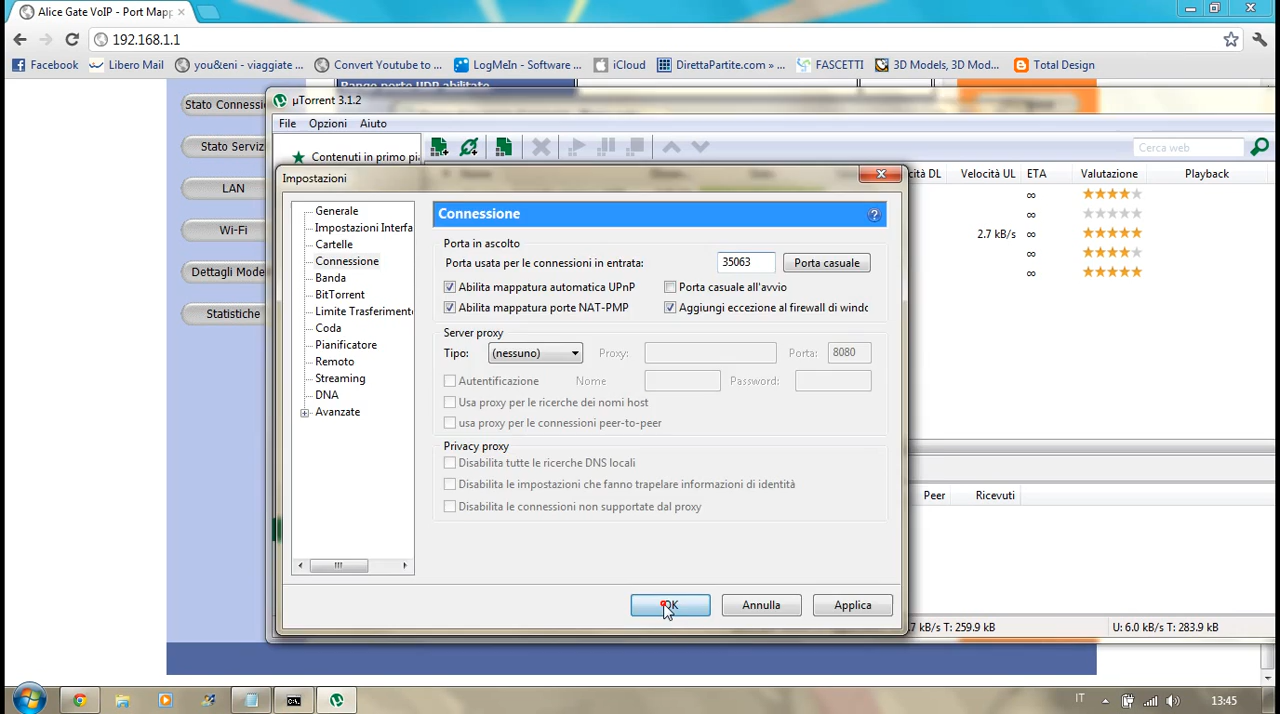 Alice Gate VoIP - Port Mapp
192.168.1.1
Facebook Libero Mail you&eni - viaggiate ... Convert Youtube to ... LogMeIn - Software ... iCloud DirettaPartite.com » ... FASCETTI 3D Models, 3D Mod... Total Design
Range porte UDP abilitate
Stato Connessi
Stato Serviz
LAN
Wi-Fi
Dettagli Mode
Statistiche
µTorrent 3.1.2
File Opzioni Aiuto
Contenuti in primo pi
Cerca web
ocità DL Velocità UL ETA Valutazione Playback
∞
∞
2.7 kB/s ∞
∞
∞
Impostazioni
Generale
Impostazioni Interfa
Cartelle
Connessione
Banda
BitTorrent
Limite Trasferimento
Coda
Pianificatore
Remoto
Streaming
DNA
Avanzate
Connessione
Porta in ascolto
Porta usata per le connessioni in entrata: 35063 Porta casuale
Abilita mappatura automatica UPnP Porta casuale all'avvio
Abilita mappatura porte NAT-PMP Aggiungi eccezione al firewall di windo
Server proxy
Tipo: (nessuno) Proxy: Porta: 8080
Autentificazione Nome Password:
Usa proxy per le ricerche dei nomi host
usa proxy per le connessioni peer-to-peer
Privacy proxy
Disabilita tutte le ricerche DNS locali
Disabilita le impostazioni che fanno trapelare informazioni di identità
Disabilita le connessioni non supportate dal proxy
OK Annulla Applica
Peer Ricevuti
7 kB/s T: 259.9 kB U: 6.0 kB/s T: 283.9 kB
IT 13:45